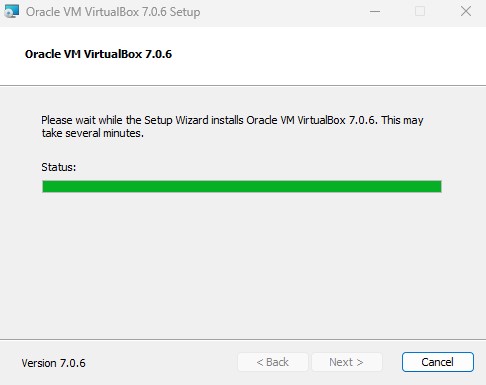 Oracle VM VirtualBox 7.0.6 Setup
Oracle VM VirtualBox 7.0.6
Please wait while the Setup Wizard installs Oracle VM VirtualBox 7.0.6. This may
take several minutes.
Status:
Version 7.0.6
< Back
Next >
Cancel